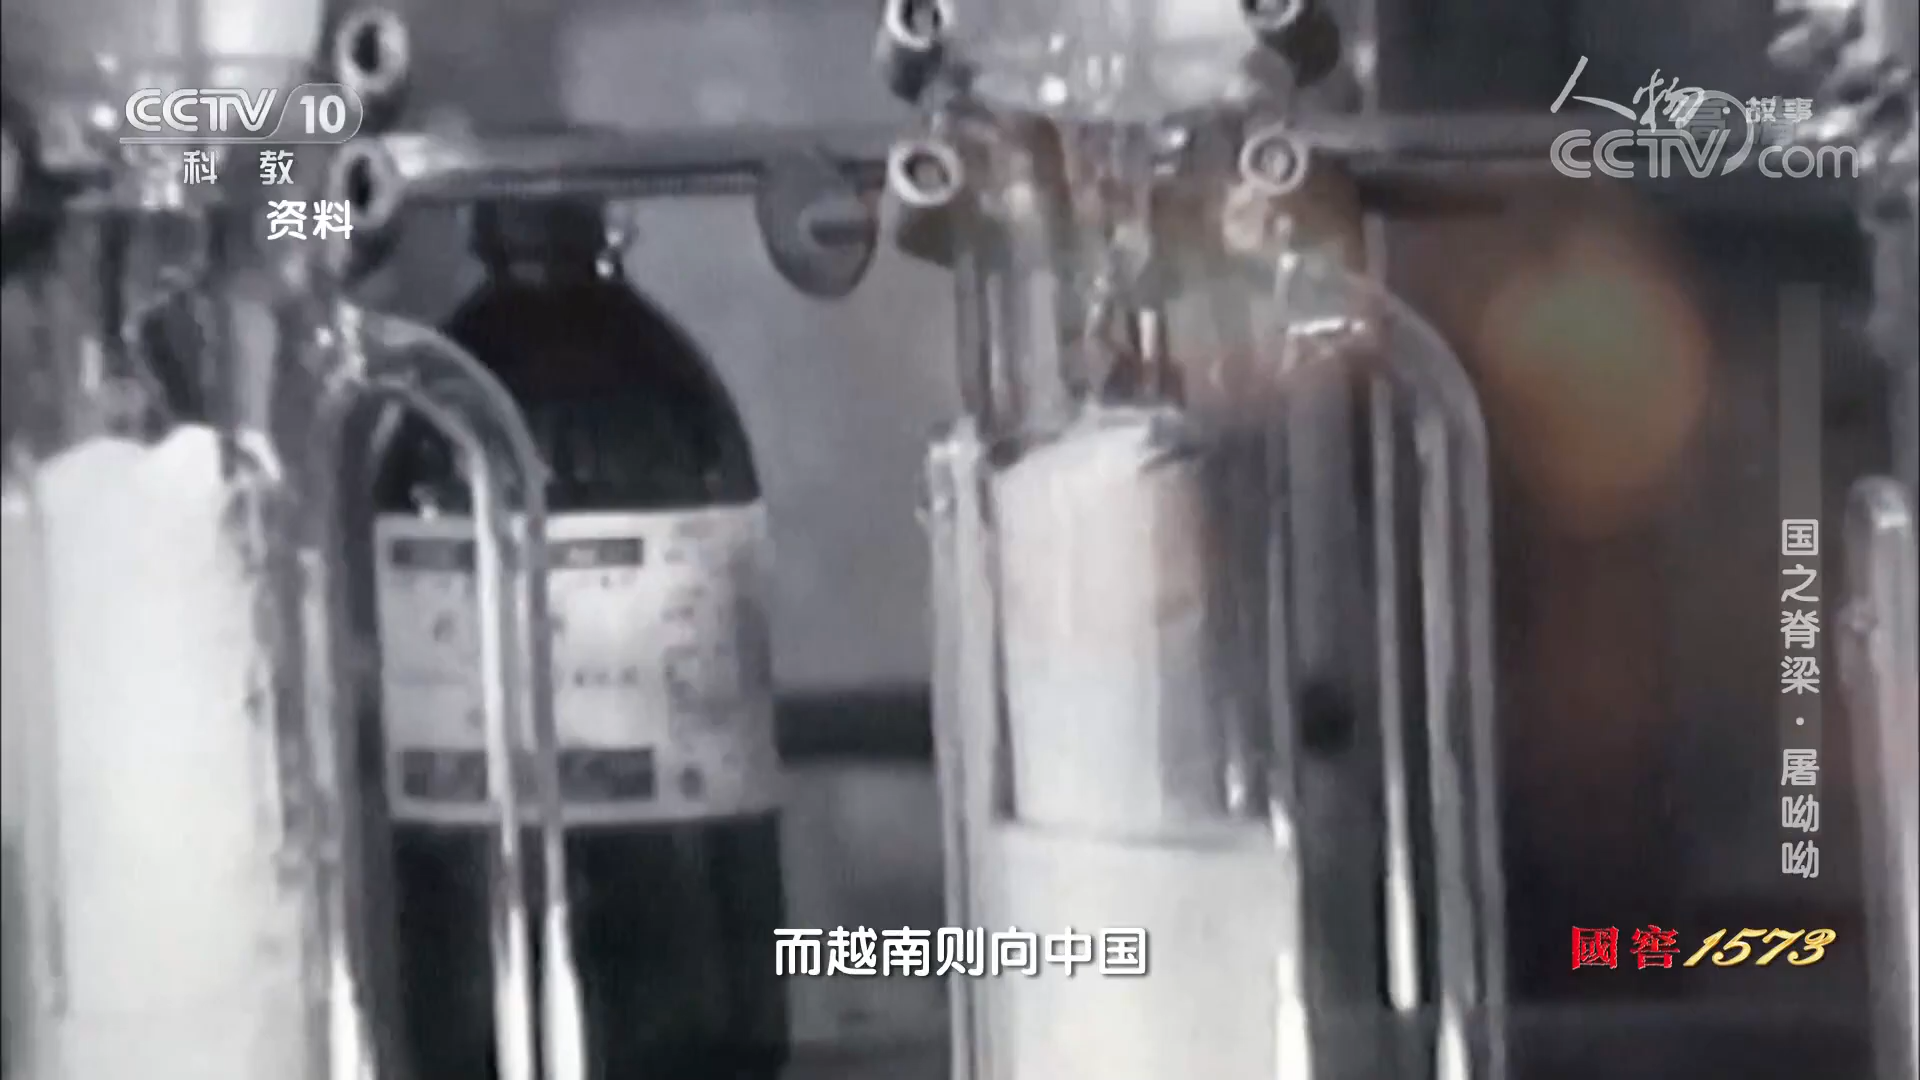 CCTV 10
科 教
资料
人物·故事
CCTV.com
国之脊梁·屠呦呦
而越南则向中国
國窖1573